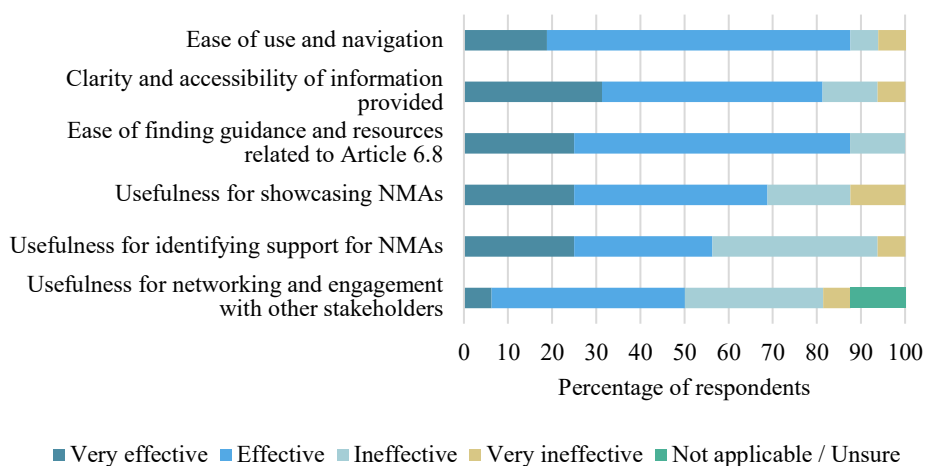 Ease of use and navigation
Clarity and accessibility of information
provided
Ease of finding guidance and resources
related to Article 6.8
Usefulness for showcasing NMAs
Usefulness for identifying support for NMAs
Usefulness for networking and engagement
with other stakeholders
0 10 20 30 40 50 60 70 80 90 100
Percentage of respondents
Very effective Effective Ineffective Very ineffective Not applicable / Unsure